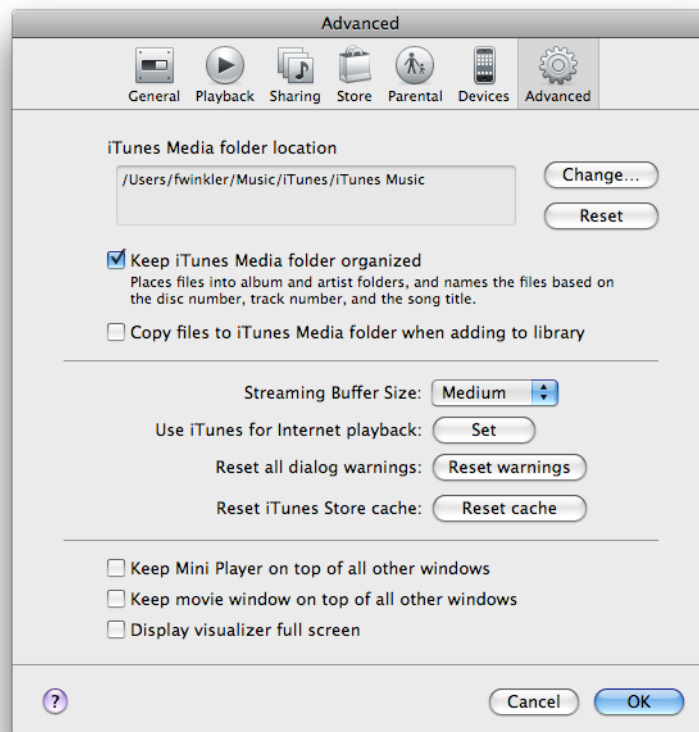 Advanced
General Playback Sharing Store Parental Devices Advanced
iTunes Media folder location
/Users/fwinkler/Music/iTunes/iTunes Music
Change...
Reset
Keep iTunes Media folder organized
Places files into album and artist folders, and names the files based on
the disc number, track number, and the song title.
Copy files to iTunes Media folder when adding to library
Streaming Buffer Size: Medium
Use iTunes for Internet playback: Set
Reset all dialog warnings: Reset warnings
Reset iTunes Store cache: Reset cache
Keep Mini Player on top of all other windows
Keep movie window on top of all other windows
Display visualizer full screen
? Cancel OK